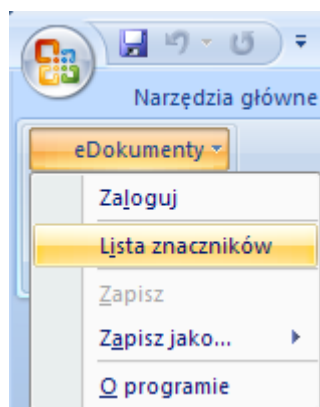 Narzędzia główne
eDokumenty
Zaloguj
Lista znaczników
Zapisz
Zapisz jako...
O programie